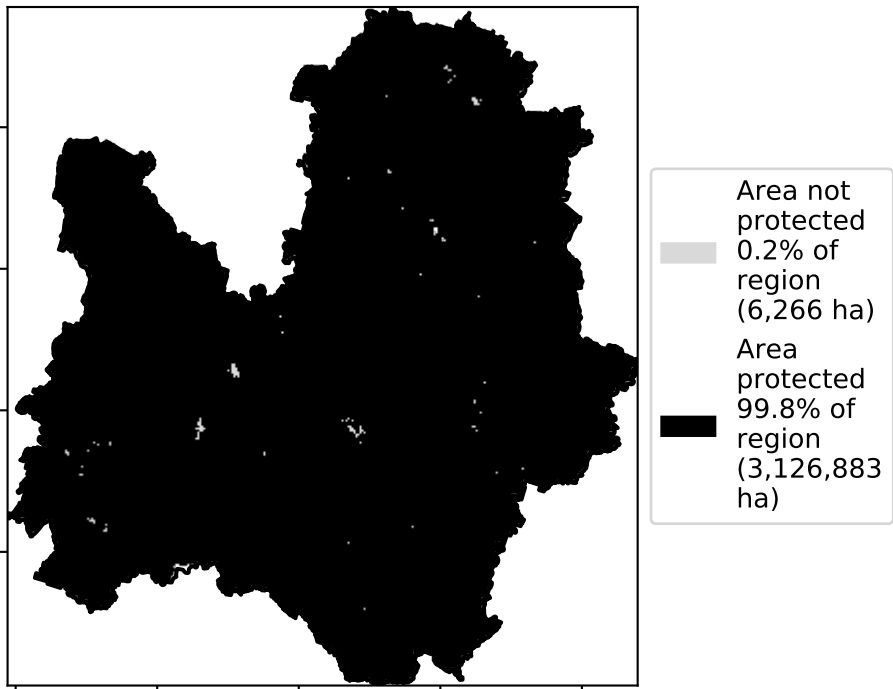 Area not
protected
0.2% of
region
(6,266 ha)
Area
protected
99.8% of
region
(3,126,883
ha)